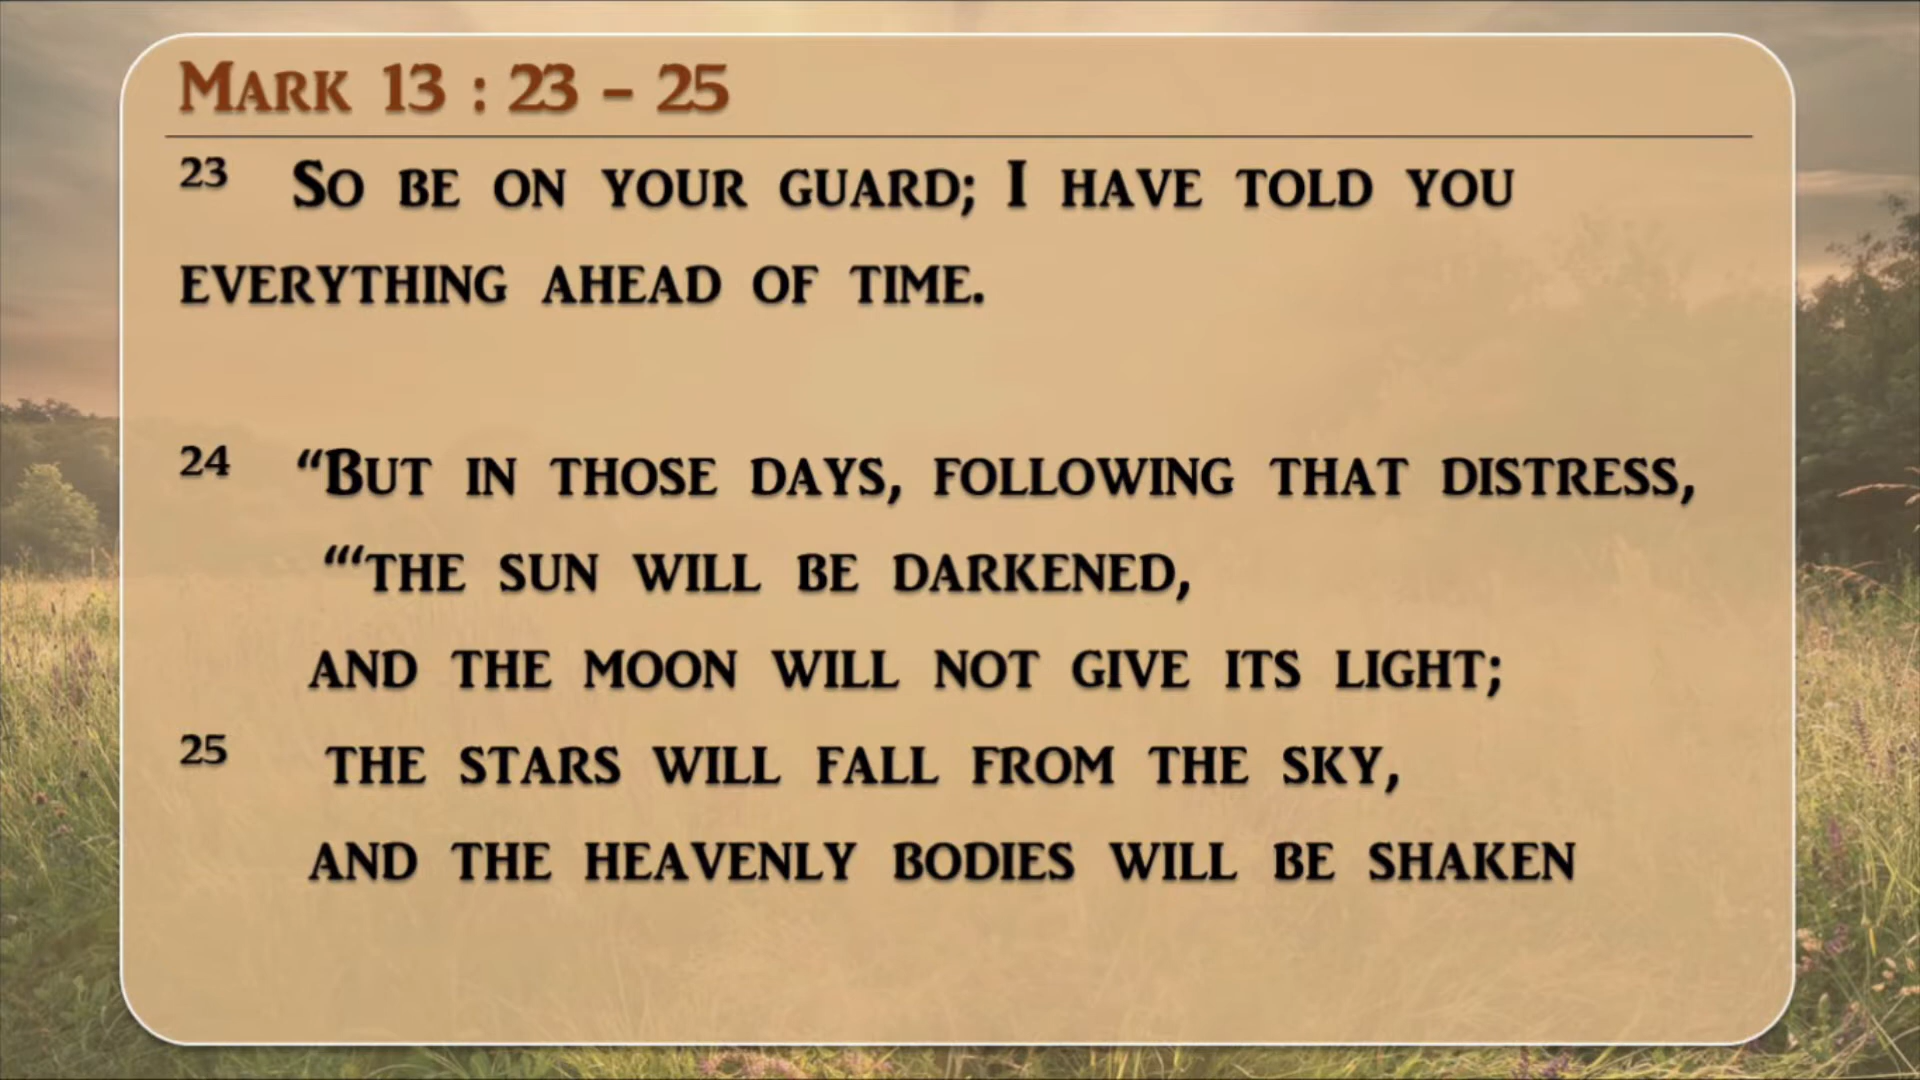 Mark 13 : 23 – 25
23 So be on your guard; I have told you
everything ahead of time.
24 “But in those days, following that distress,
“‘the sun will be darkened,
and the moon will not give its light;
25 the stars will fall from the sky,
and the heavenly bodies will be shaken